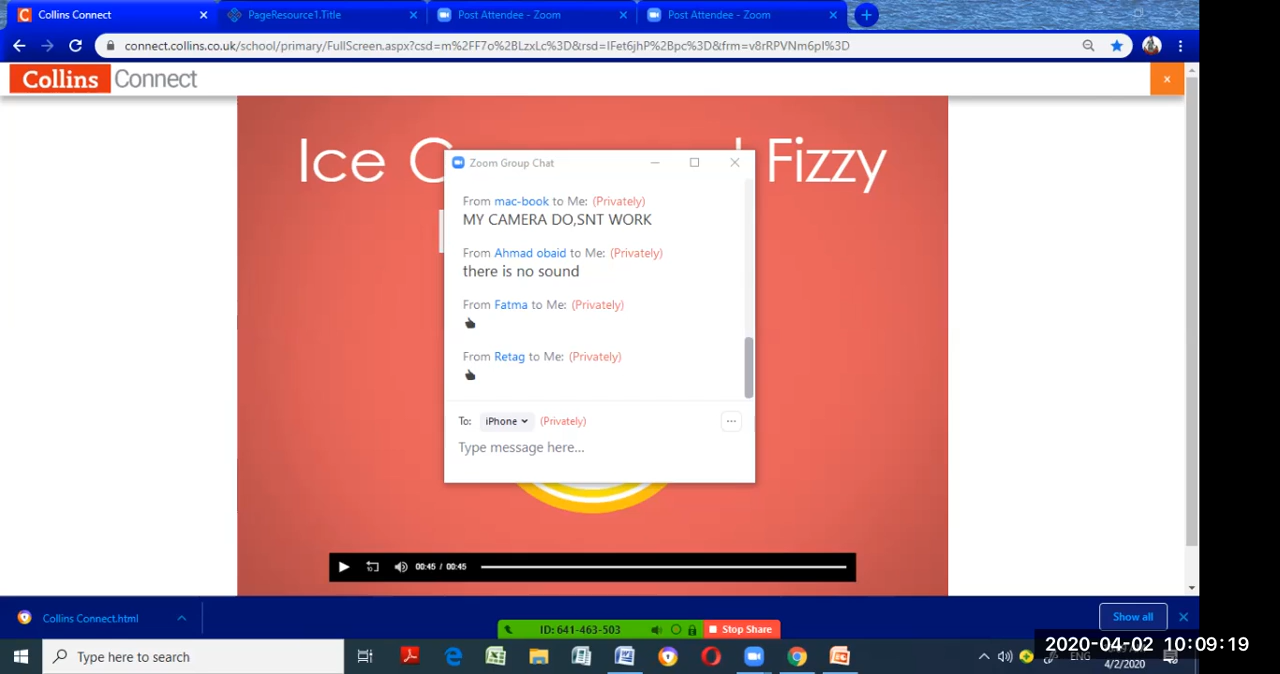 Collins Connect
PageResource1.Title
Post Attendee - Zoom
Post Attendee - Zoom
connect.collins.co.uk/school/primary/FullScreen.aspx?csd=m%2FF7o%2BLzxLc%3D&rsd=IFet6jhP%2Bpc%3D&frm=v8rRPVNm6pI%3D
Collins Connect
Ice C
Fizzy
Zoom Group Chat
From mac-book to Me: (Privately)
MY CAMERA DO,SNT WORK
From Ahmad obaid to Me: (Privately)
there is no sound
From Fatma to Me: (Privately)
From Retag to Me: (Privately)
To: iPhone (Privately)
Type message here...
00:45 / 00:45
Collins Connect.html
Show all
ID: 641-463-503
Stop Share
Type here to search
ENG
2020-04-02 10:09:19
4/2/2020